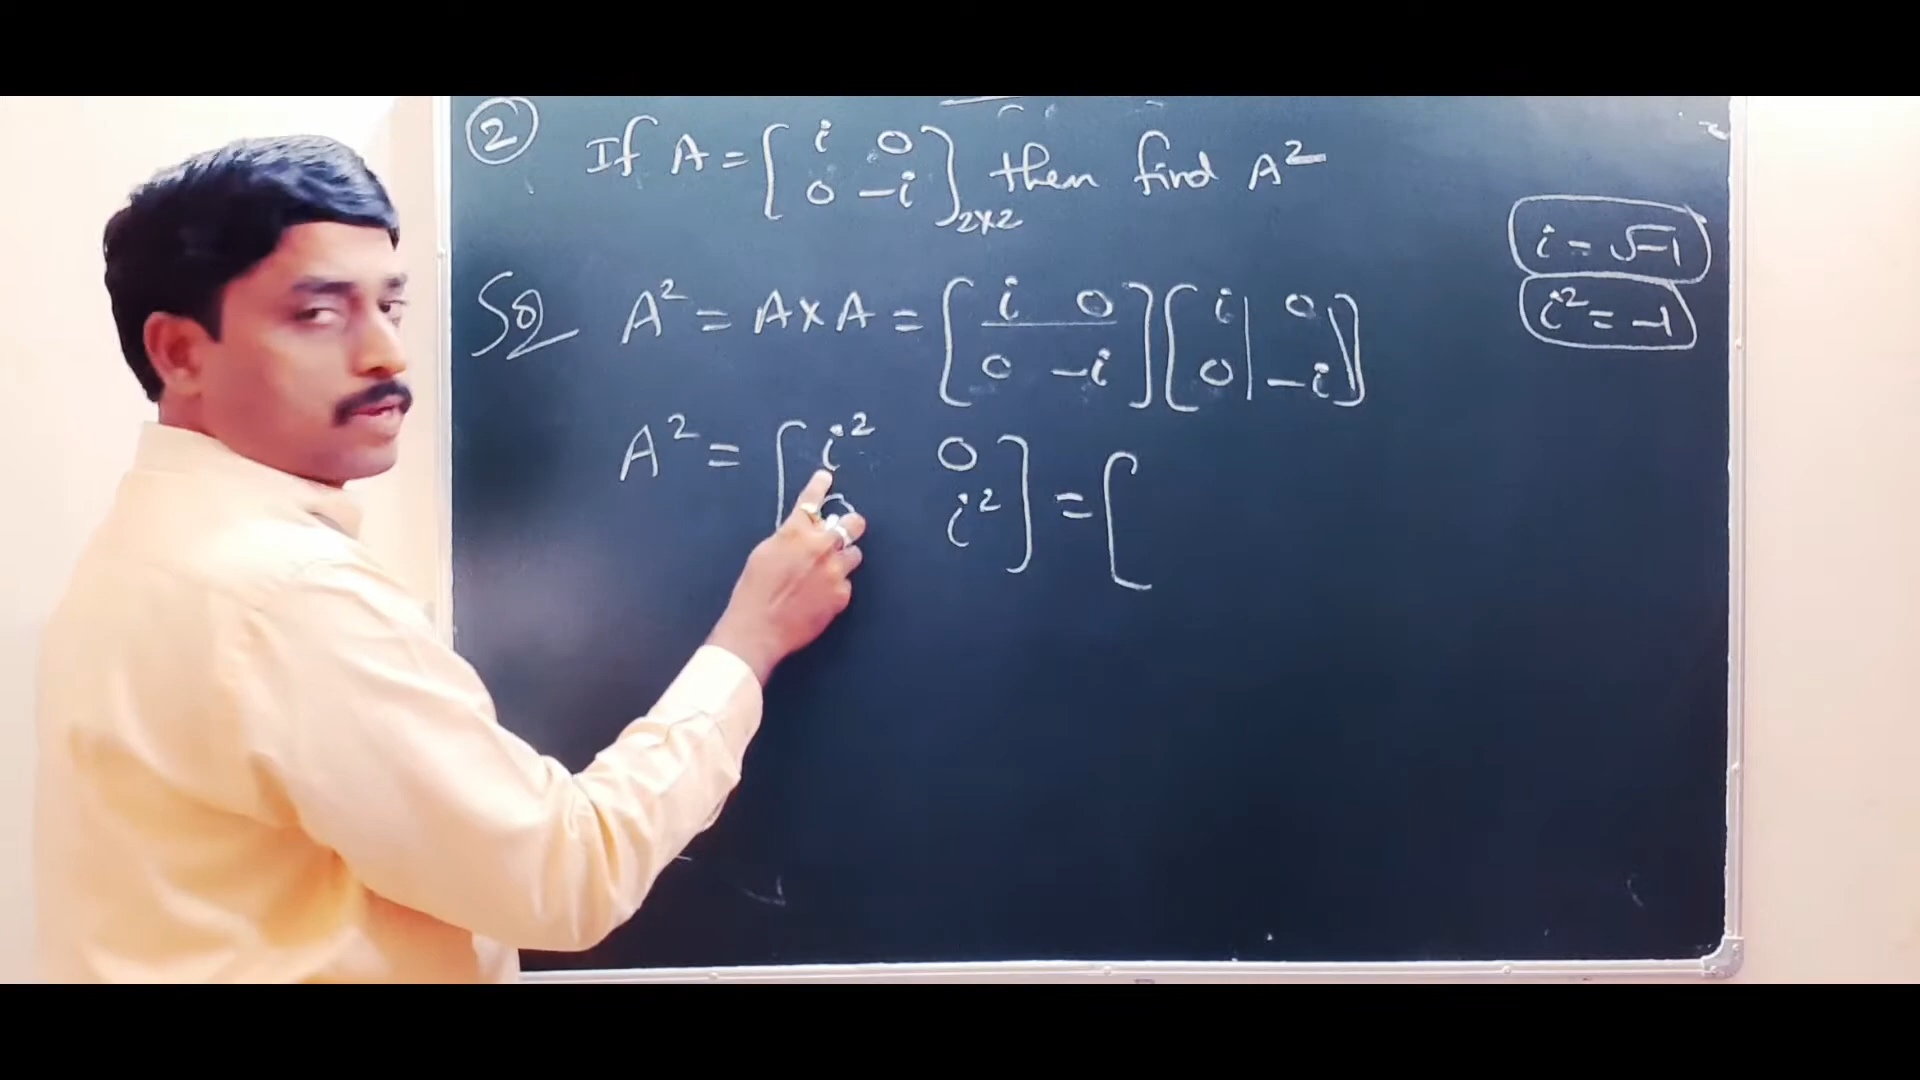 ② If A = [ i 0 0 -i ]2×2 then find A²
i = √-1
i² = -1
Sol A² = A×A = [ i 0 0 -i ] [ i 0 0 -i ]
A² = [ i² 0 0 i² ] = [